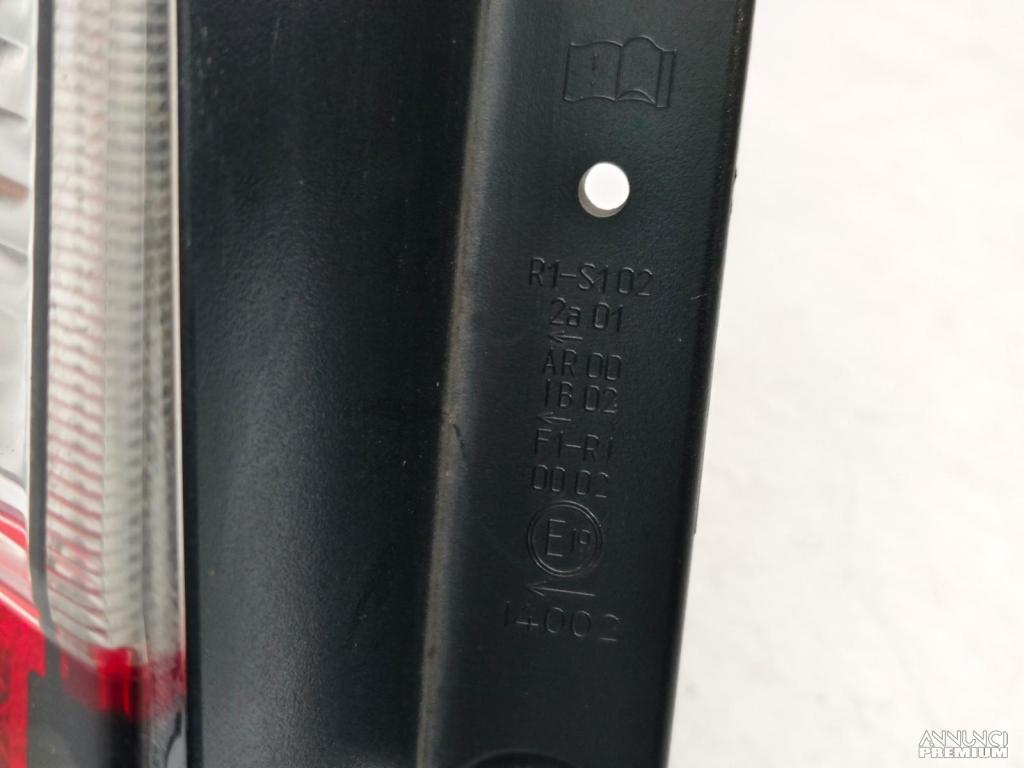 R1-S1 02
2a 01
←
AR 00
IB 02
←
F1-R1
00 02
E19
←
14002
ANNUNCI
PREMIUM